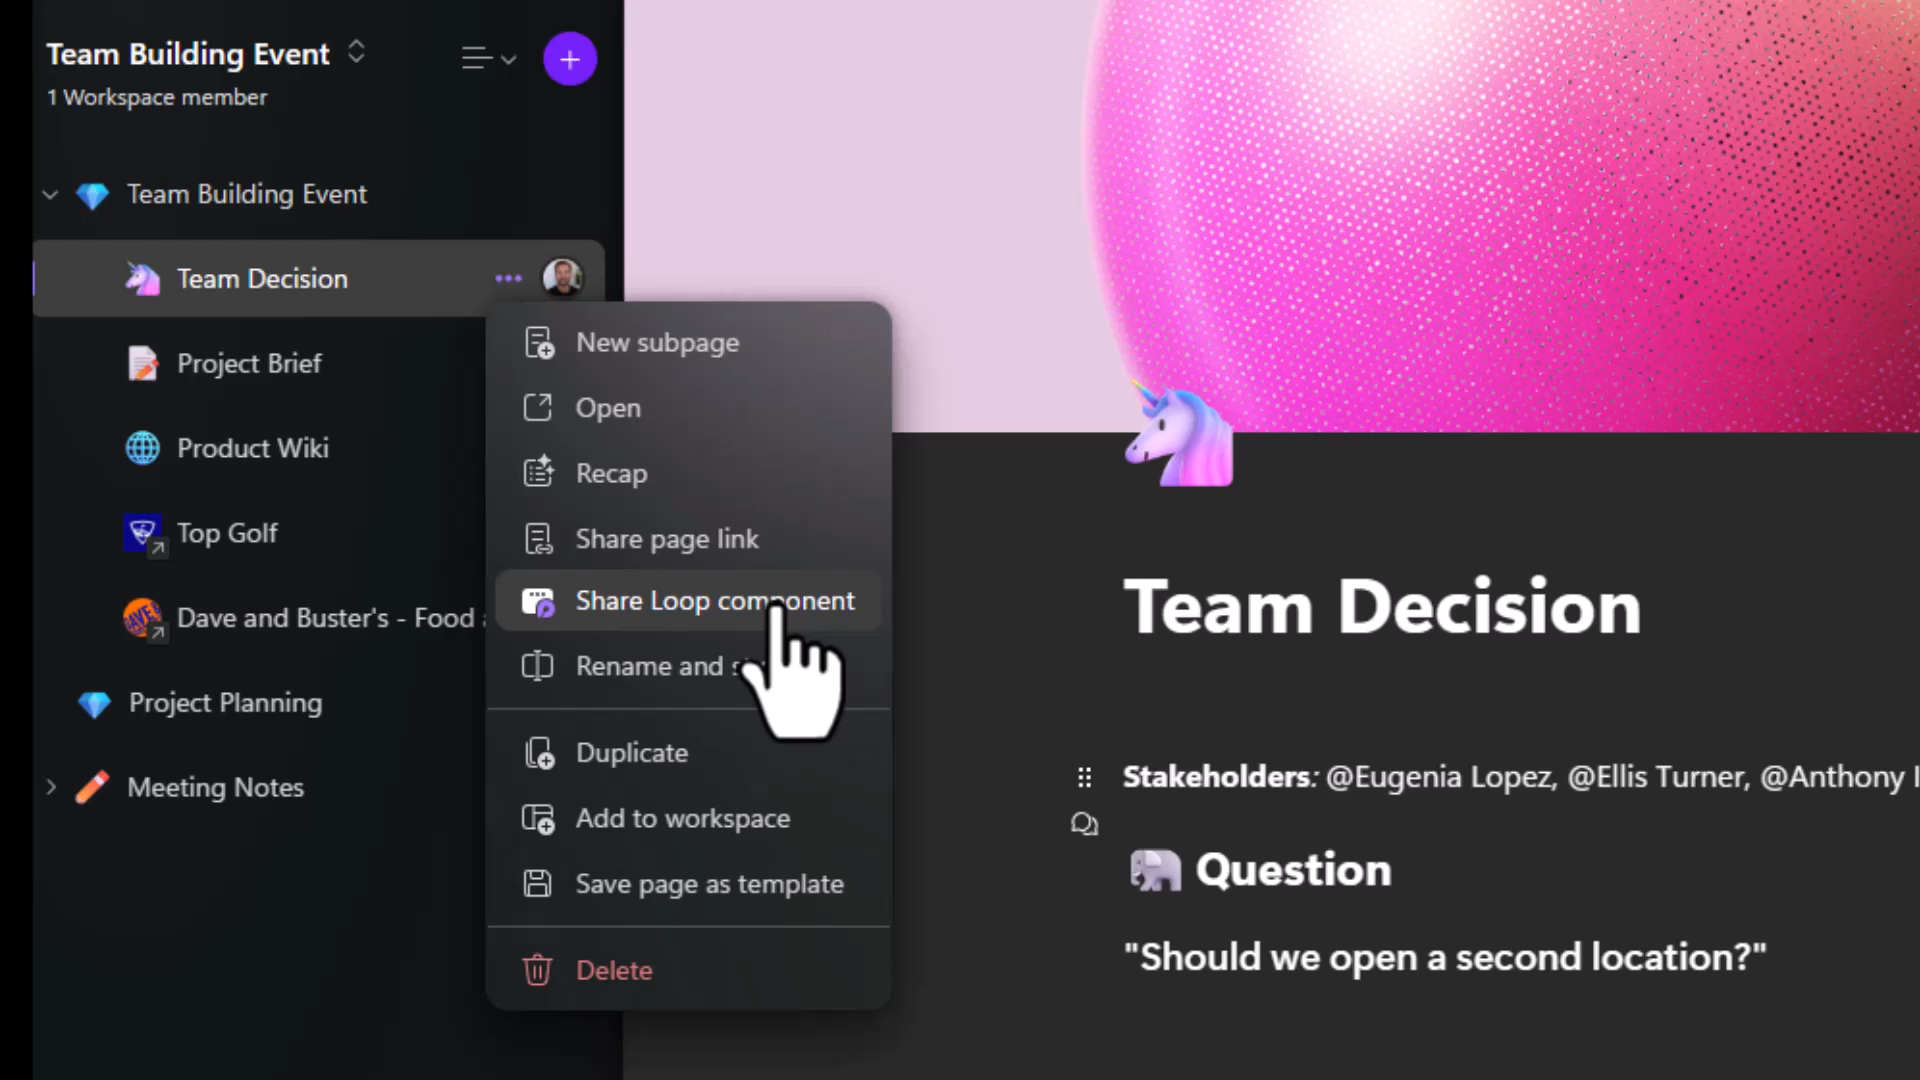 Team Building Event
1 Workspace member
Team Building Event
Team Decision
Project Brief
Product Wiki
Top Golf
Dave and Buster's - Food
Project Planning
Meeting Notes
New subpage
Open
Recap
Share page link
Share Loop component
Rename and
Duplicate
Add to workspace
Save page as template
Delete
Team Decision
Stakeholders: @Eugenia Lopez, @Ellis Turner, @Anthony
Question
"Should we open a second location?"